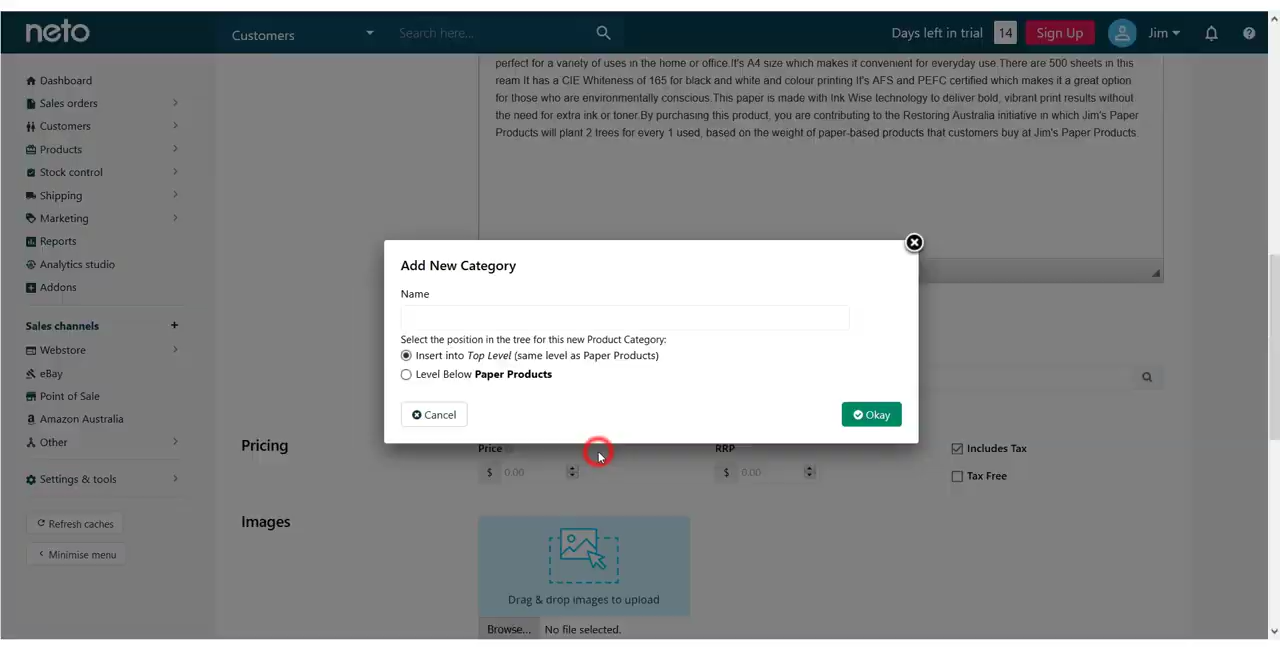 neto
Customers
Search here...
Days left in trial 14 Sign Up Jim
Dashboard
Sales orders
Customers
Products
Stock control
Shipping
Marketing
Reports
Analytics studio
Addons
Sales channels +
Webstore
eBay
Point of Sale
Amazon Australia
Other
Settings & tools
Refresh caches
Minimise menu
perfect for a variety of uses in the home or office.It's A4 size which makes it convenient for everyday use.There are 500 sheets in this
ream It has a CIE Whiteness of 165 for black and white and colour printing It's AFS and PEFC certified which makes it a great option
for those who are environmentally conscious.This paper is made with Ink Wise technology to deliver bold, vibrant print results without
the need for extra ink or toner.By purchasing this product, you are contributing to the Restoring Australia initiative in which Jim's Paper
Products will plant 2 trees for every 1 used, based on the weight of paper-based products that customers buy at Jim's Paper Products.
Add New Category
Name
Select the position in the tree for this new Product Category:
Insert into Top Level (same level as Paper Products)
Level Below Paper Products
Cancel
Okay
Pricing
Price
RRP
Includes Tax
$ 0.00
$ 0.00
Tax Free
Images
Drag & drop images to upload
Browse... No file selected.